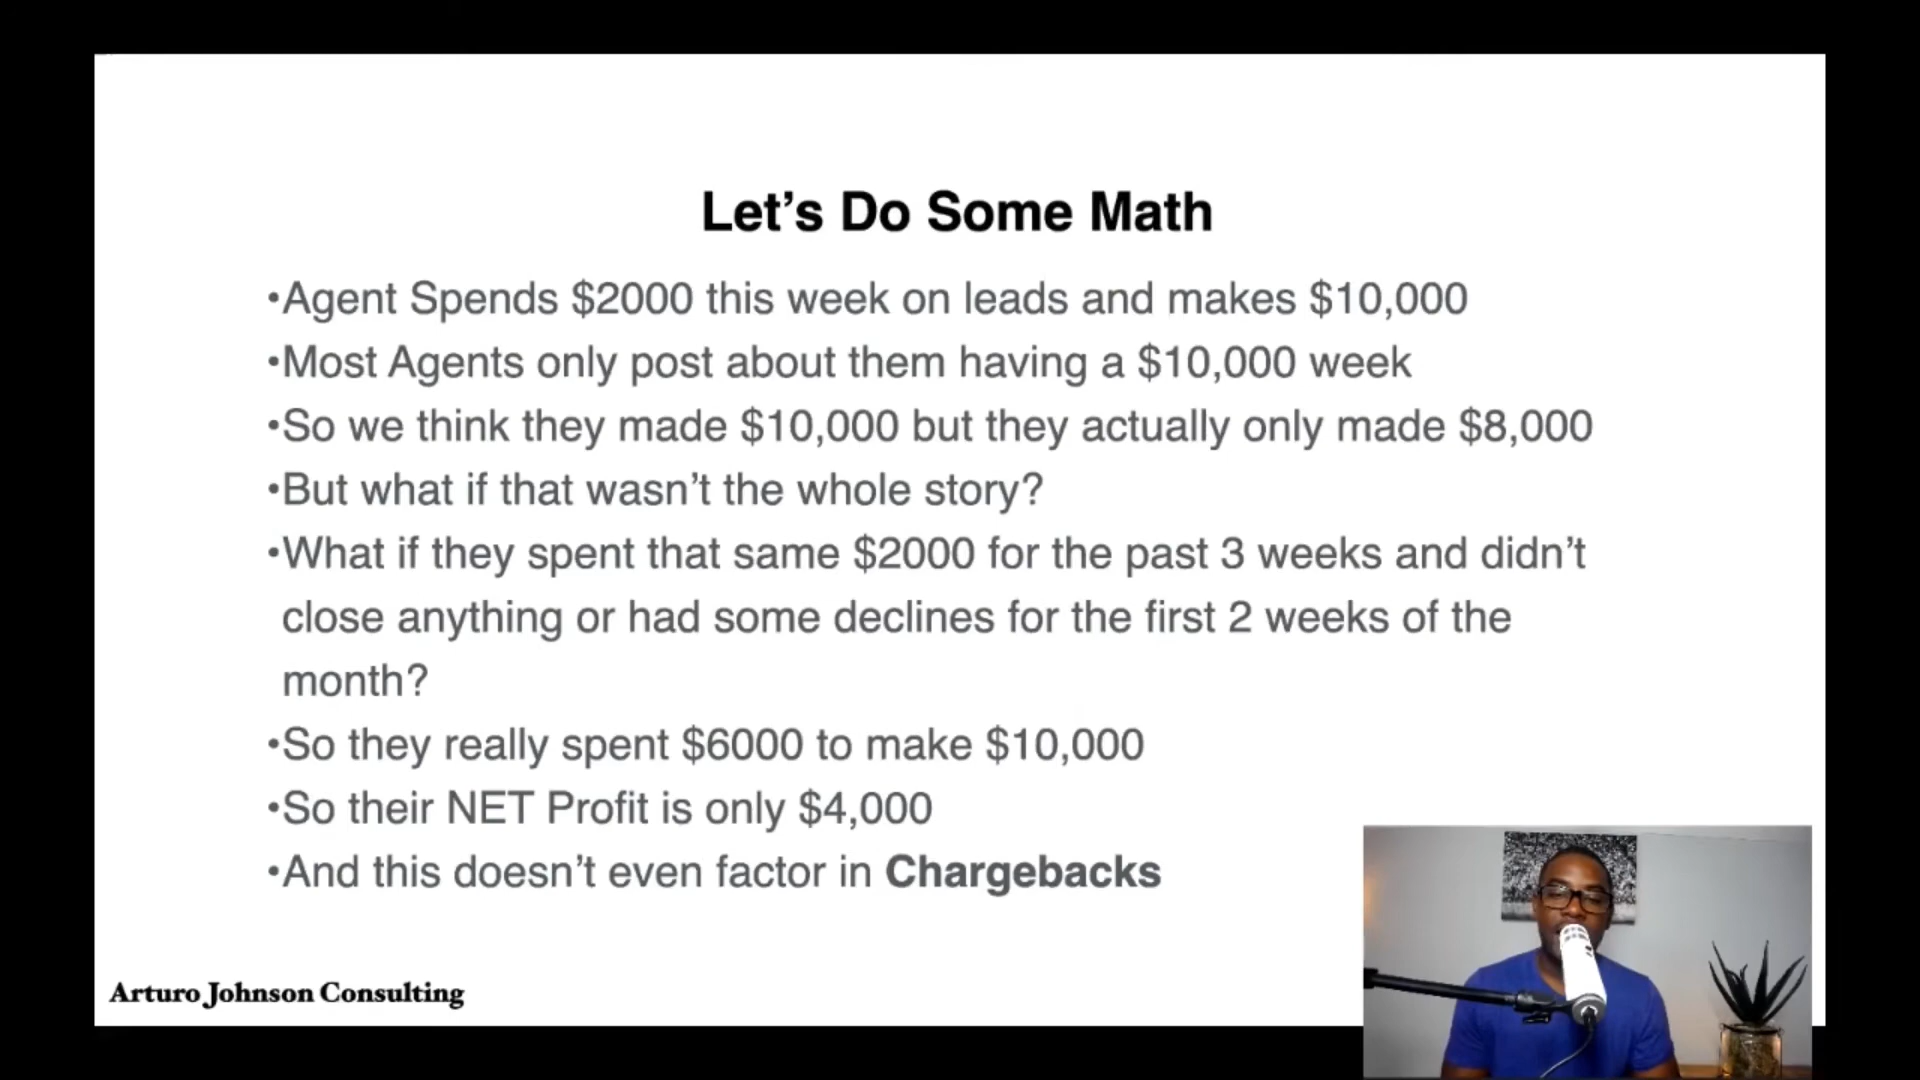 Let’s Do Some Math
•Agent Spends $2000 this week on leads and makes $10,000
•Most Agents only post about them having a $10,000 week
•So we think they made $10,000 but they actually only made $8,000
•But what if that wasn’t the whole story?
•What if they spent that same $2000 for the past 3 weeks and didn’t
close anything or had some declines for the first 2 weeks of the
month?
•So they really spent $6000 to make $10,000
•So their NET Profit is only $4,000
•And this doesn’t even factor in Chargebacks
Arturo Johnson Consulting